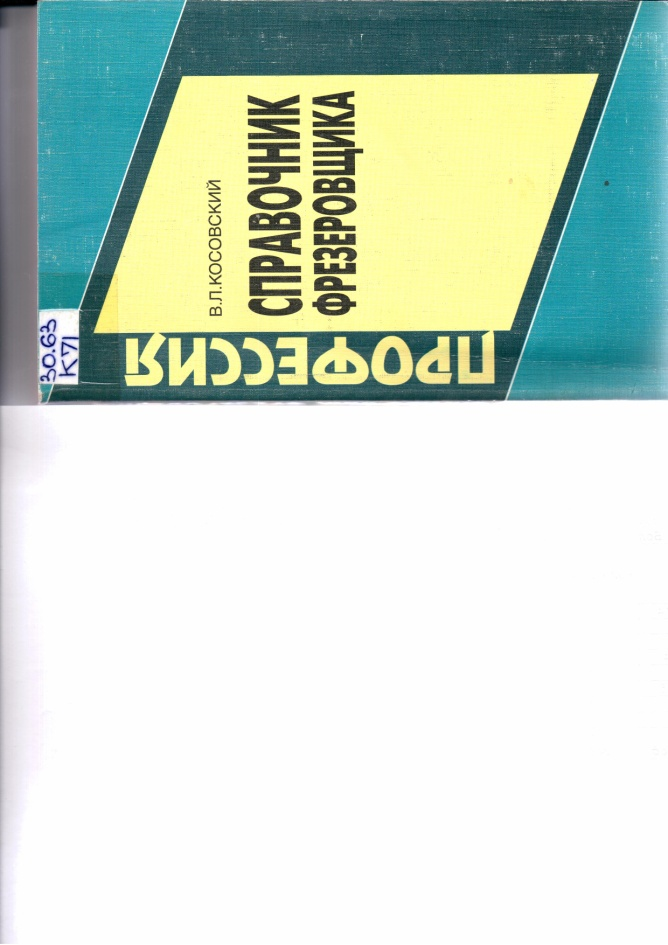 В.Л.КОСОВСКИЙ
СПРАВОЧНИК
ФРЕЗЕРОВЩИКА
ПРОФЕССИЯ
30.63
К71